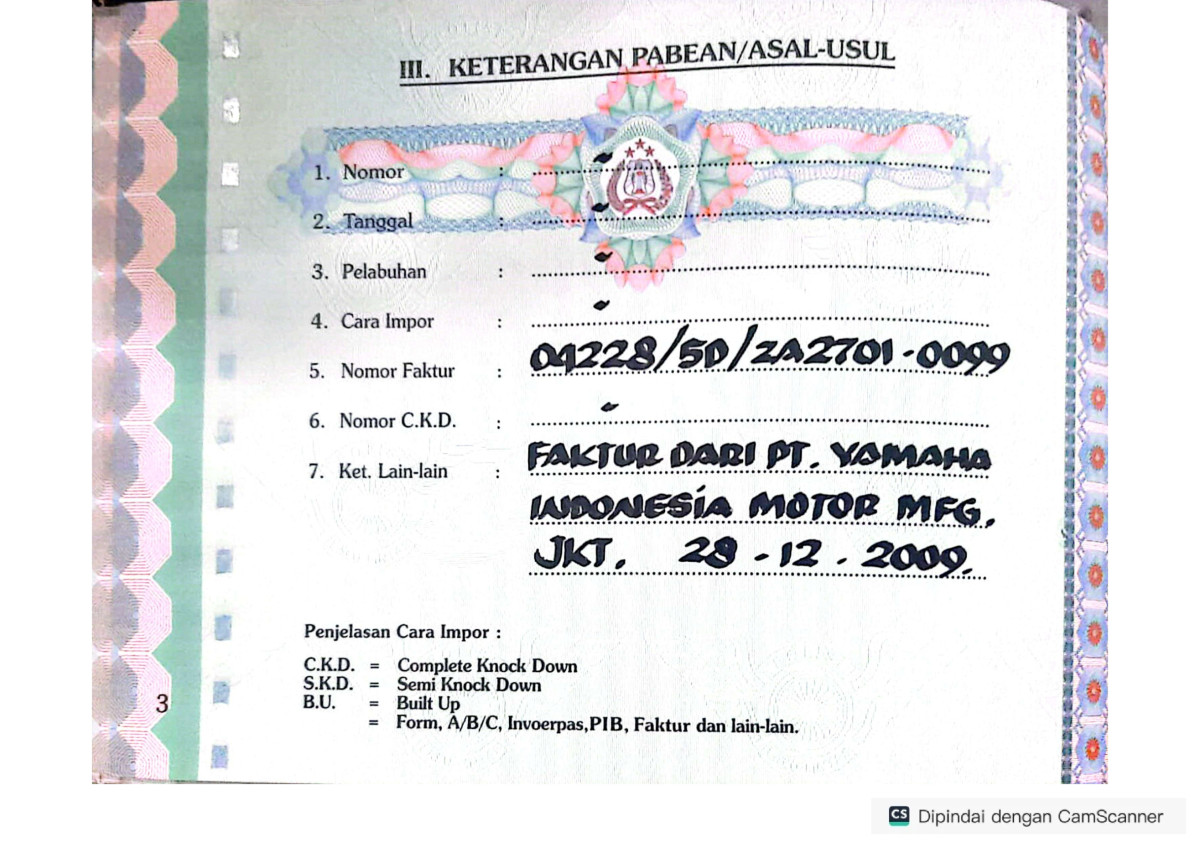 III. KETERANGAN PABEAN/ASAL-USUL
1. Nomor : -
2. Tanggal : -
3. Pelabuhan : -
4. Cara Impor : -
5. Nomor Faktur : 04228/5D/ZA2701-0099
6. Nomor C.K.D. : -
7. Ket. Lain-lain : FAKTUR DARI PT. YAMAHA
INDONESIA MOTOR MFG.
JKT. 28-12-2009.
Penjelasan Cara Impor :
C.K.D. = Complete Knock Down
S.K.D. = Semi Knock Down
B.U. = Built Up
= Form, A/B/C, Invoerpas,PIB, Faktur dan lain-lain.
3
CS Dipindai dengan CamScanner